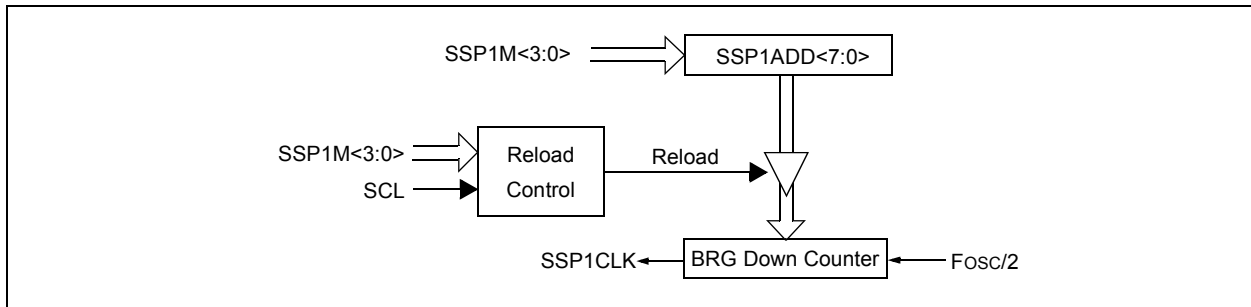 SSP1M<3:0>
SSP1ADD<7:0>
SSP1M<3:0>
SCL
Reload
Control
Reload
SSP1CLK
BRG Down Counter
FOSC/2